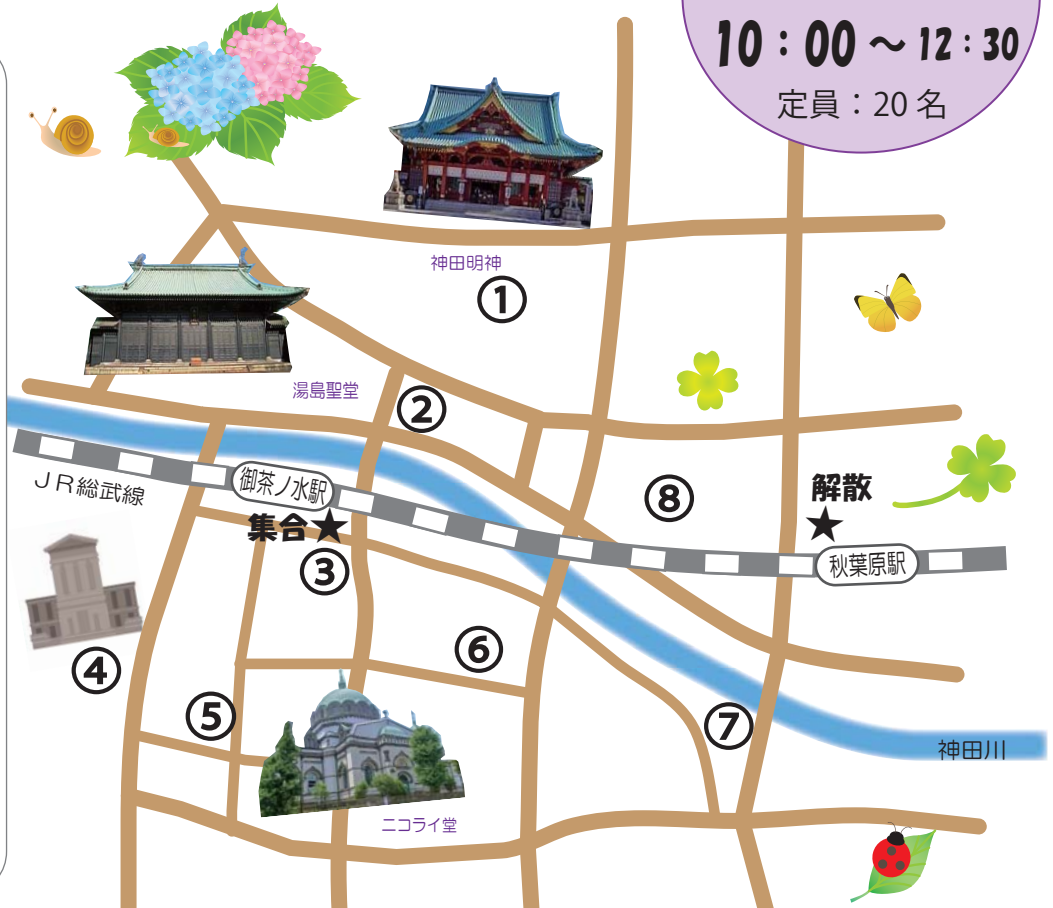 10：00 ～ 12：30
定員：20 名
神田明神
①
湯島聖堂
②
御茶ノ水駅
ＪＲ総武線
集合★
③
⑧
解散
★
秋葉原駅
④
⑥
⑤
⑦
神田川
ニコライ堂